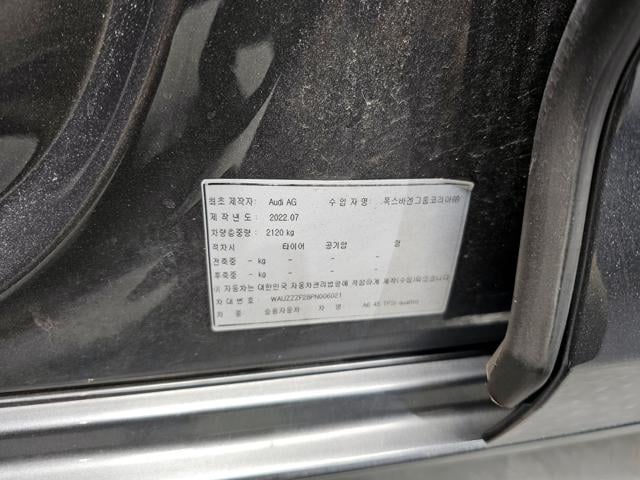 최초 제작자: Audi AG 수 입 자 명: 폭스바겐그룹코리아㈜
제 작 년 도 : 2022.07
차량총중량 : 2120 kg
적차시 타이어 공기압 림
전축중 - kg - -
후축중 - kg - -
이 자동차는 대한민국 자동차관리법령에 적합하게 제작(수입)되었습니다
차 대 번 호 : WAUZZZF28PN006021
차 종 : 승용자동차 차 명: A6 45 TFSI quattro